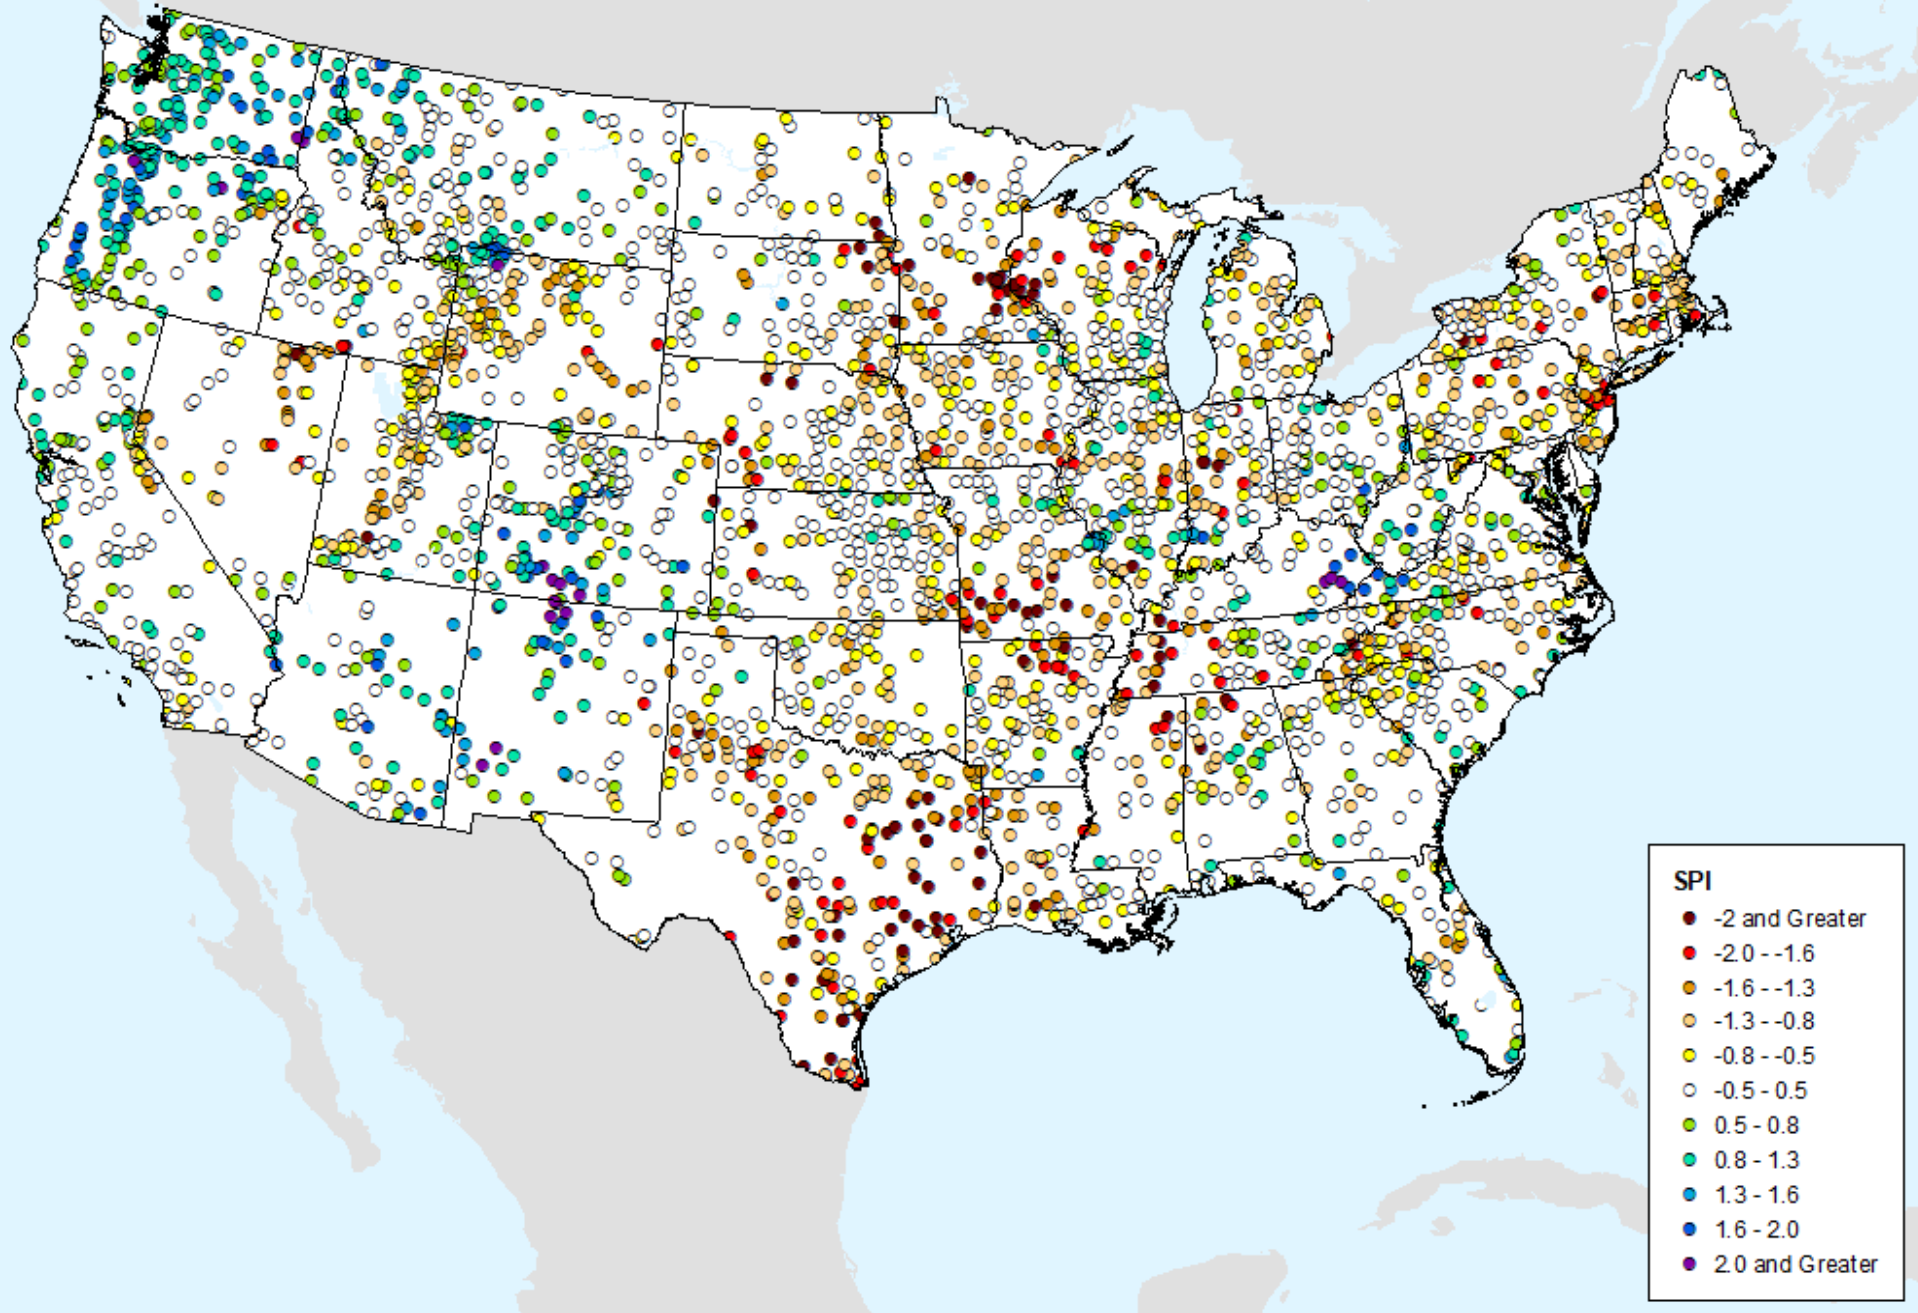 SPI
-2 and Greater
-2.0 - -1.6
-1.6 - -1.3
-1.3 - -0.8
-0.8 - -0.5
-0.5 - 0.5
0.5 - 0.8
0.8 - 1.3
1.3 - 1.6
1.6 - 2.0
2.0 and Greater